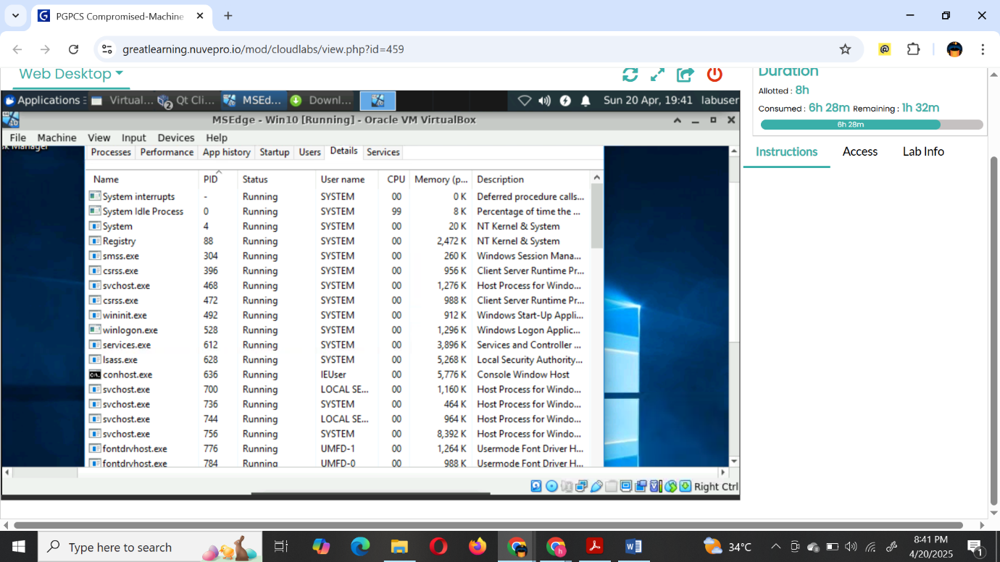 PGPCS Compromised-Machine
greatlearning.nuvepro.io/mod/cloudlabs/view.php?id=459
Web Desktop
Duration
Allotted : 8h
Consumed : 6h 28m Remaining : 1h 32m
6h 28m
Instructions Access Lab Info
Applications Virtual... Qt Cli... MSEd... Downl... Sun 20 Apr, 19:41 labuser
MSEdge - Win10 [Running] - Oracle VM VirtualBox
File Machine View Input Devices Help
sk Manager
Processes Performance App history Startup Users Details Services
Name PID Status User name CPU Memory (p... Description
System interrupts - Running SYSTEM 00 0 K Deferred procedure calls...
System Idle Process 0 Running SYSTEM 99 8 K Percentage of time the ...
System 4 Running SYSTEM 00 20 K NT Kernel & System
Registry 88 Running SYSTEM 00 2,472 K NT Kernel & System
smss.exe 304 Running SYSTEM 00 260 K Windows Session Mana...
csrss.exe 396 Running SYSTEM 00 956 K Client Server Runtime Pr...
svchost.exe 468 Running SYSTEM 00 1,276 K Host Process for Windo...
csrss.exe 472 Running SYSTEM 00 988 K Client Server Runtime Pr...
wininit.exe 492 Running SYSTEM 00 912 K Windows Start-Up Appli...
winlogon.exe 528 Running SYSTEM 00 1,296 K Windows Logon Applic...
services.exe 612 Running SYSTEM 00 3,896 K Services and Controller ...
lsass.exe 628 Running SYSTEM 00 5,268 K Local Security Authority...
conhost.exe 636 Running IEUser 00 5,776 K Console Window Host
svchost.exe 700 Running LOCAL SE... 00 1,160 K Host Process for Windo...
svchost.exe 736 Running SYSTEM 00 464 K Host Process for Windo...
svchost.exe 744 Running LOCAL SE... 00 964 K Host Process for Windo...
svchost.exe 756 Running SYSTEM 00 8,392 K Host Process for Windo...
fontdrvhost.exe 776 Running UMFD-1 00 1,264 K Usermode Font Driver H...
fontdrvhost.exe 784 Running UMFD-0 00 988 K Usermode Font Driver H...
Right Ctrl
Type here to search
34°C
8:41 PM
4/20/2025
1